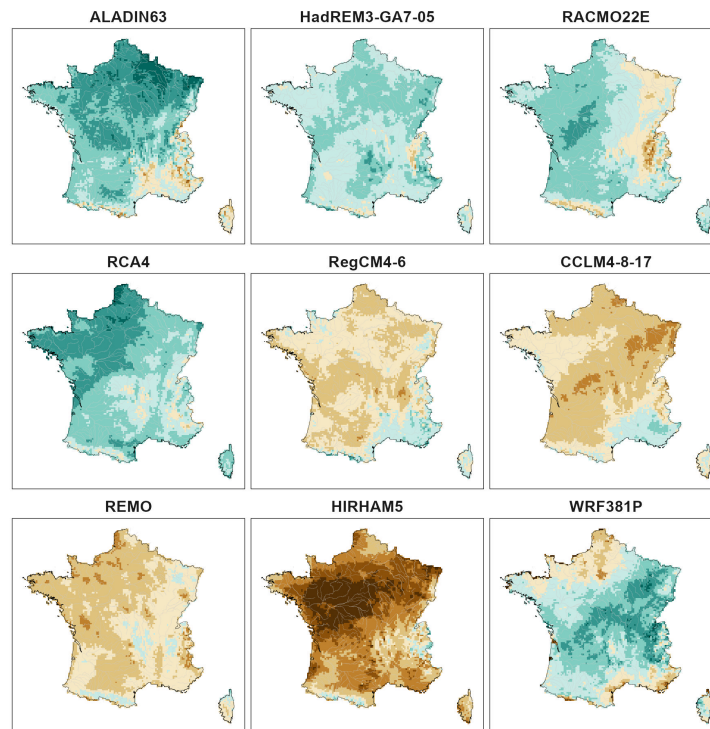 ALADIN63 HadREM3-GA7-05 RACMO22E
RCA4 RegCM4-6 CCLM4-8-17
REMO HIRHAM5 WRF381P